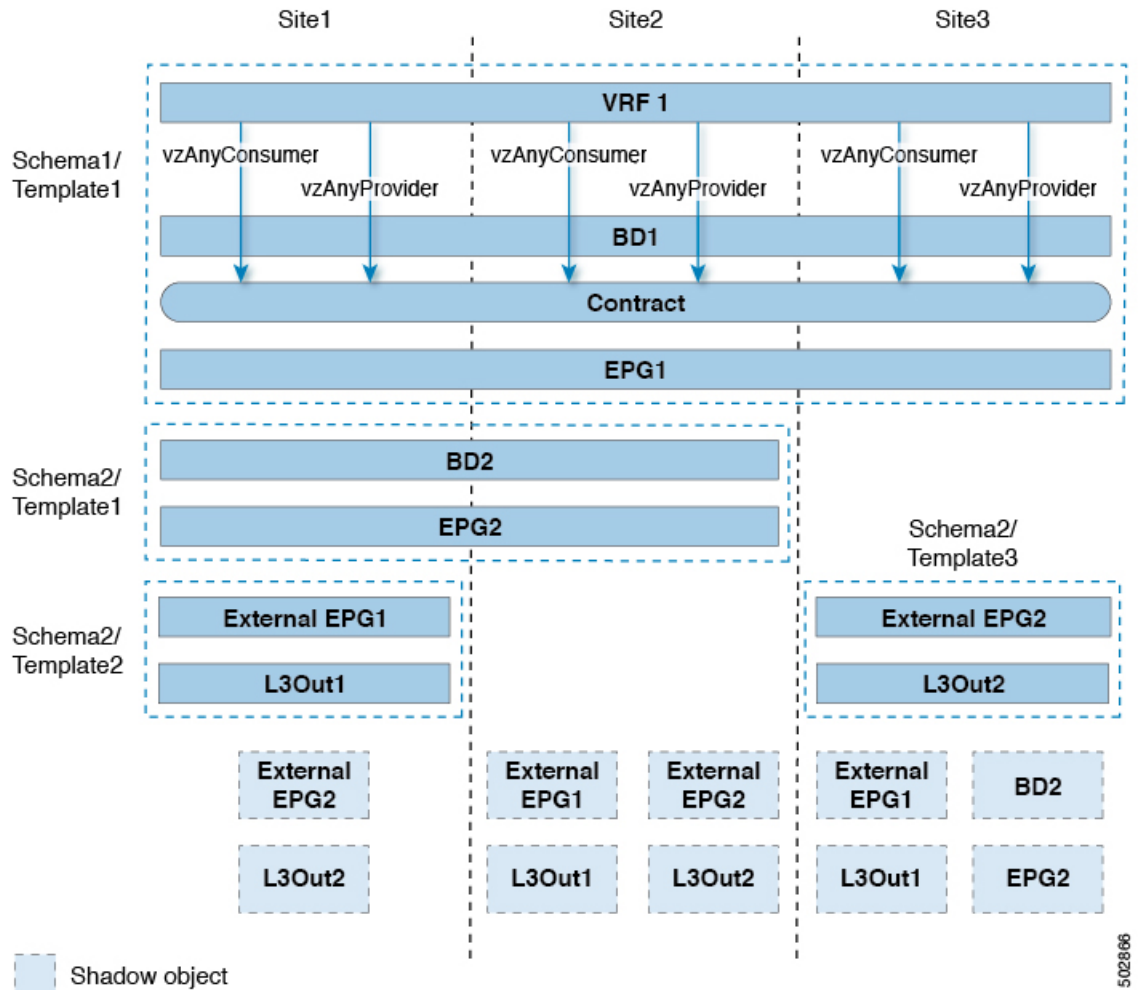 Site1
Site2
Site3
VRF 1
Schema1/
Template1
vzAnyConsumer
vzAnyProvider
vzAnyConsumer
vzAnyProvider
vzAnyConsumer
vzAnyProvider
BD1
Contract
EPG1
Schema2/
Template1
BD2
EPG2
Schema2/
Template3
Schema2/
Template2
External EPG1
L3Out1
External EPG2
L3Out2
External
EPG2
External
EPG1
External
EPG2
External
EPG1
BD2
L3Out2
L3Out1
L3Out2
L3Out1
EPG2
Shadow object
502866